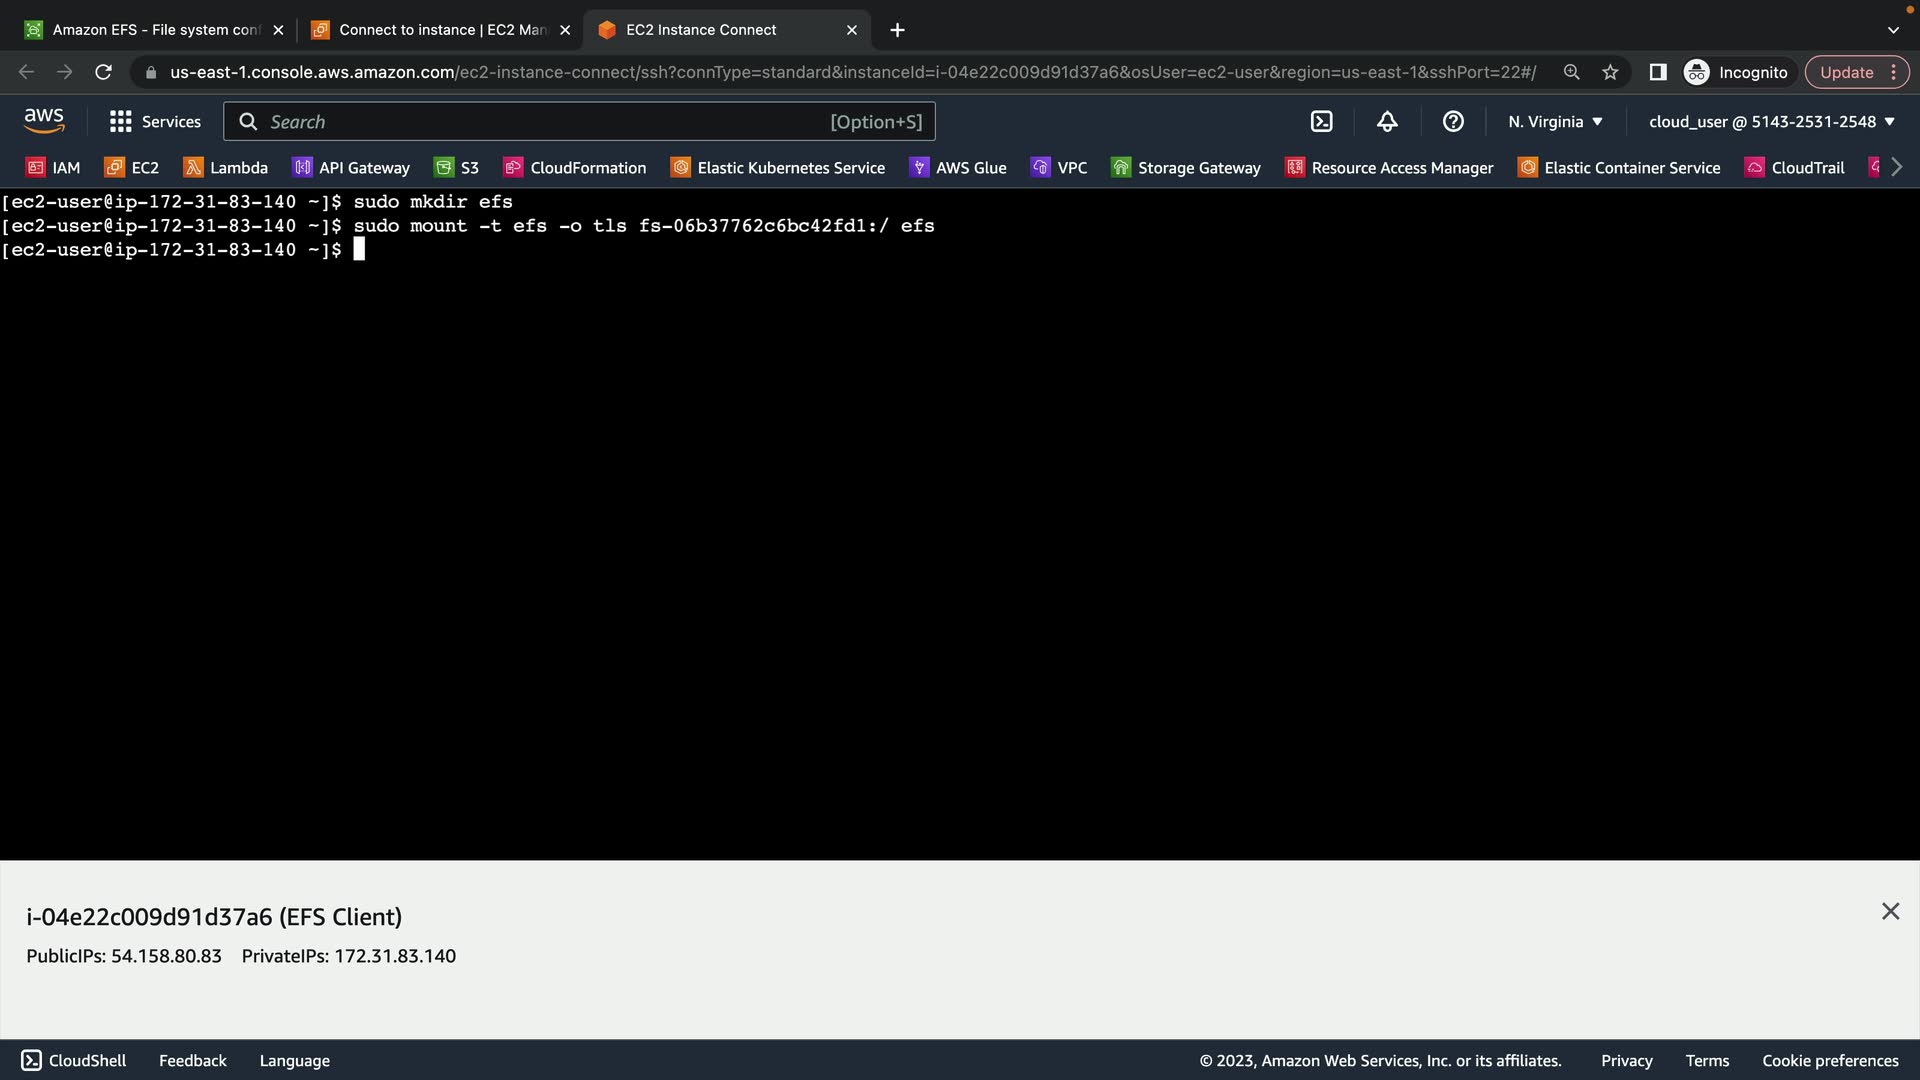 Amazon EFS - File system conf
Connect to instance | EC2 Man
EC2 Instance Connect
us-east-1.console.aws.amazon.com/ec2-instance-connect/ssh?connType=standard&instanceId=i-04e22c009d91d37a6&osUser=ec2-user&region=us-east-1&sshPort=22#/
Incognito
Update
aws
Services
Search
[Option+S]
N. Virginia
cloud_user @ 5143-2531-2548
IAM
EC2
Lambda
API Gateway
S3
CloudFormation
Elastic Kubernetes Service
AWS Glue
VPC
Storage Gateway
Resource Access Manager
Elastic Container Service
CloudTrail
[ec2-user@ip-172-31-83-140 ~]$ sudo mkdir efs
[ec2-user@ip-172-31-83-140 ~]$ sudo mount -t efs -o tls fs-06b37762c6bc42fd1:/ efs
[ec2-user@ip-172-31-83-140 ~]$
i-04e22c009d91d37a6 (EFS Client)
PublicIPs: 54.158.80.83 PrivateIPs: 172.31.83.140
CloudShell
Feedback
Language
© 2023, Amazon Web Services, Inc. or its affiliates.
Privacy
Terms
Cookie preferences